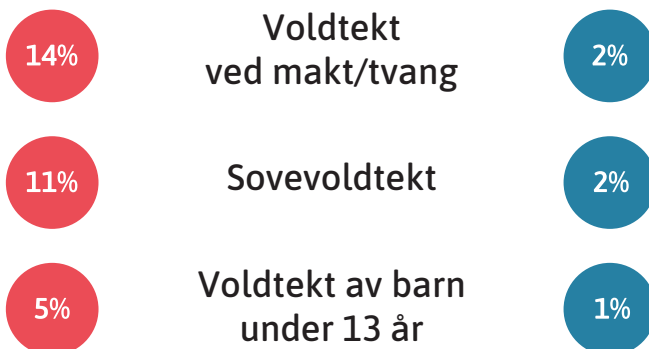 Voldtekt
14% ved makt/tvang 2%
11% Sovevoldtekt 2%
Voldtekt av barn
5% under 13 år 1%